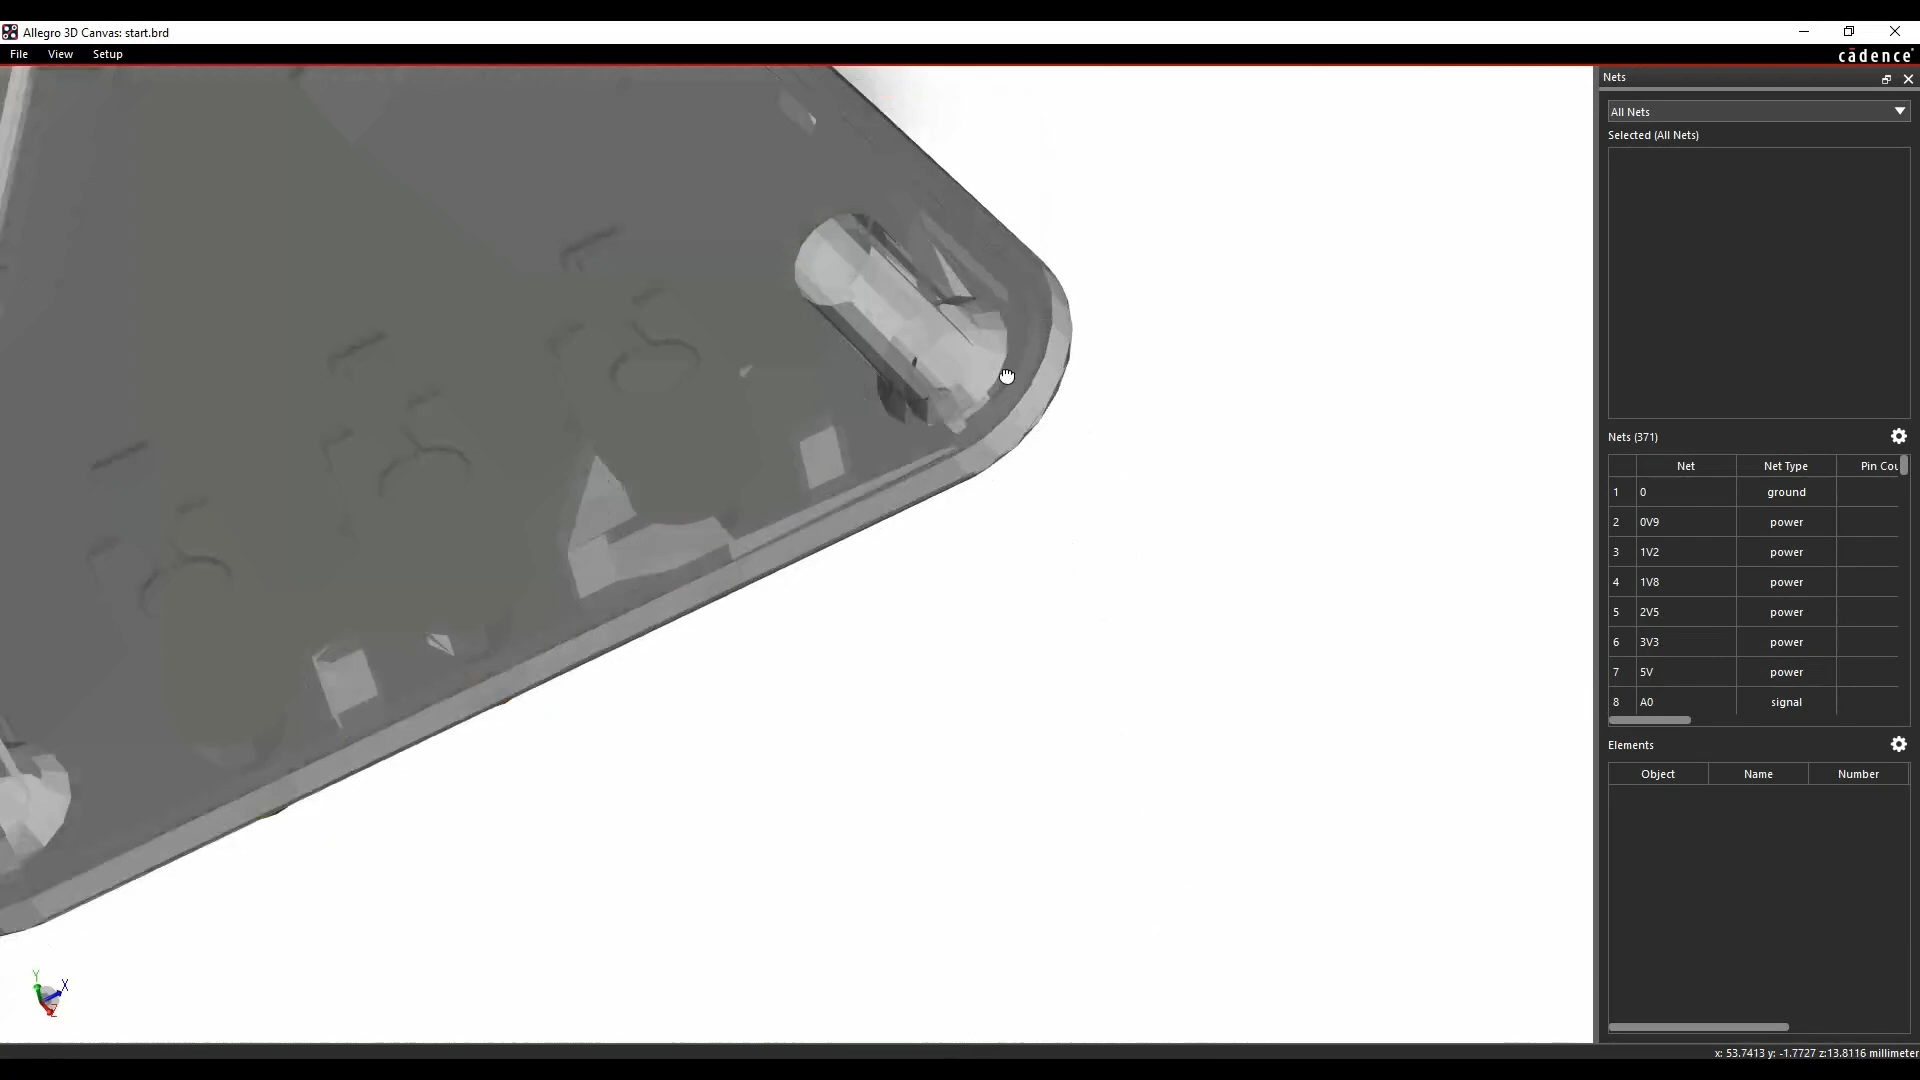 Allegro 3D Canvas: start.brd
File View Setup
cādence
Nets
All Nets
Selected (All Nets)
Nets (371)
Net Net Type Pin Cou
1 0 ground
2 0V9 power
3 1V2 power
4 1V8 power
5 2V5 power
6 3V3 power
7 5V power
8 A0 signal
Elements
Object Name Number
Y
X
Z
x: 53.7413 y: -1.7727 z:13.8116 millimeter